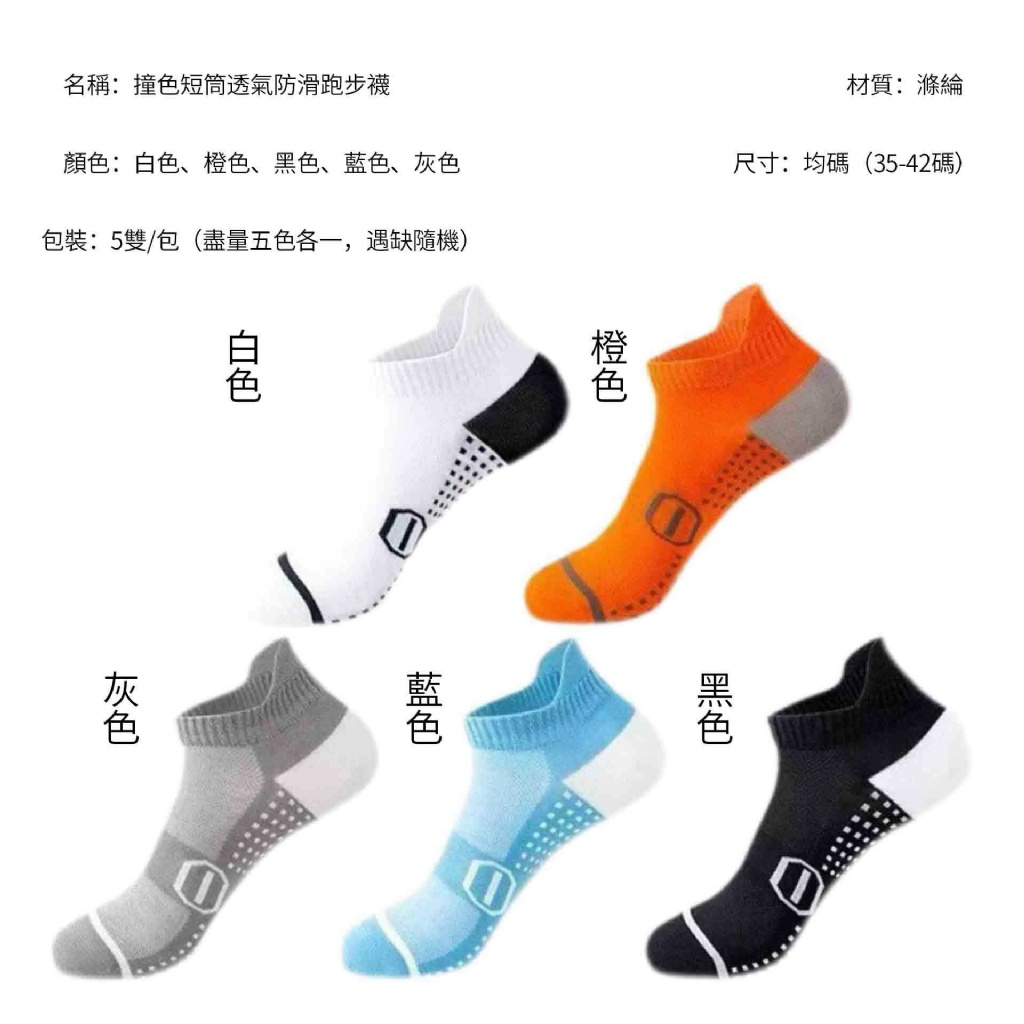 名稱：撞色短筒透氣防滑跑步襪
材質：滌綸
顏色：白色、橙色、黑色、藍色、灰色
尺寸：均碼（35-42碼）
包裝：5雙/包（盡量五色各一，遇缺隨機）
白色
橙色
灰色
藍色
黑色